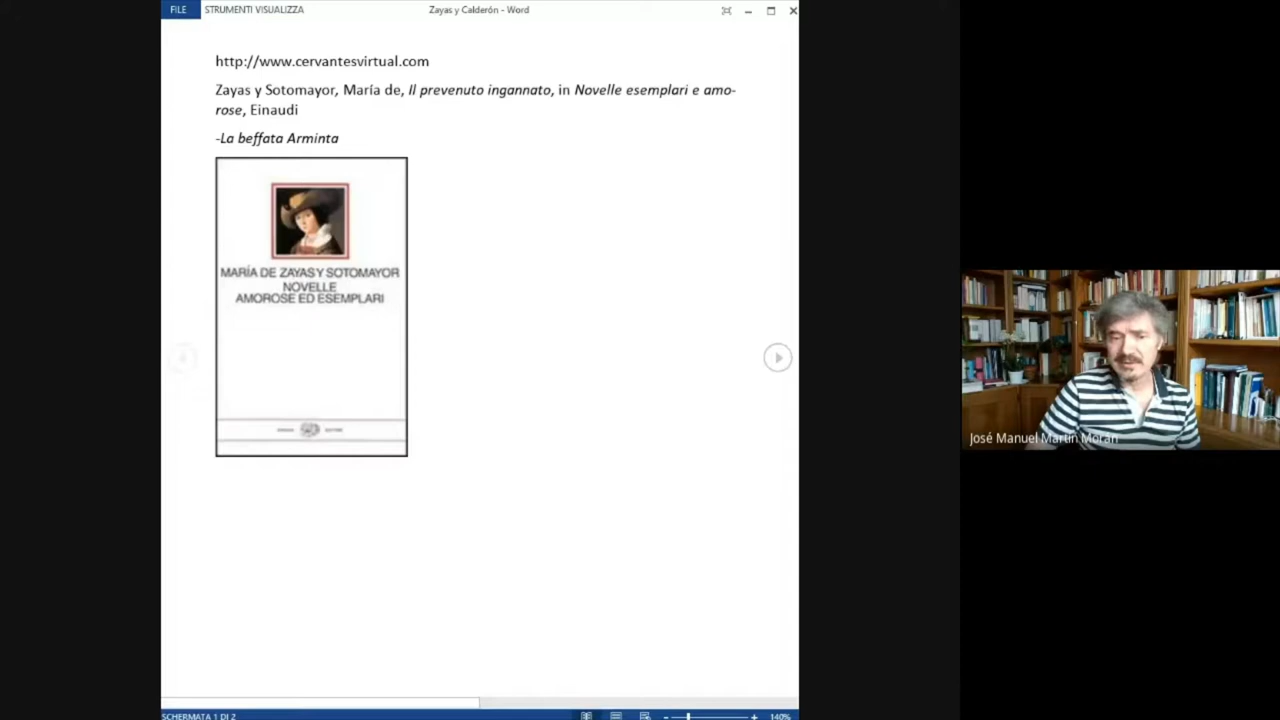 FILE STRUMENTI VISUALIZZA Zayas y Calderón - Word
http://www.cervantesvirtual.com
Zayas y Sotomayor, María de, Il prevenuto ingannato, in Novelle esemplari e amo-
rose, Einaudi
-La beffata Arminta
MARÍA DE ZAYAS Y SOTOMAYOR
NOVELLE
AMOROSE ED ESEMPLARI
José Manuel Martín Morán
SCHERMATA 1 DI 2 140%